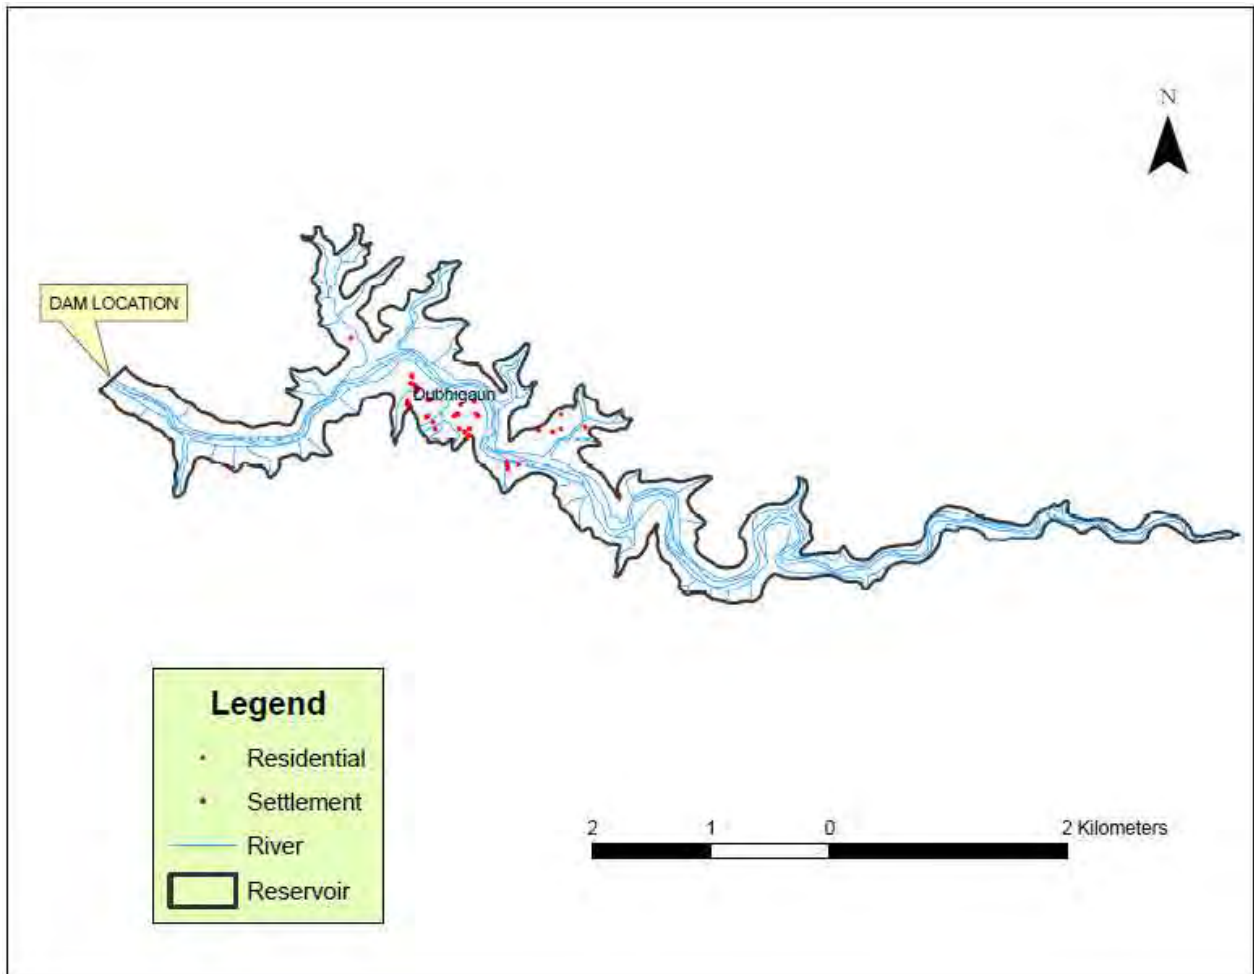 N
DAM LOCATION
Dubhigaun
Legend
Residential
Settlement
River
Reservoir
2 1 0 2 Kilometers